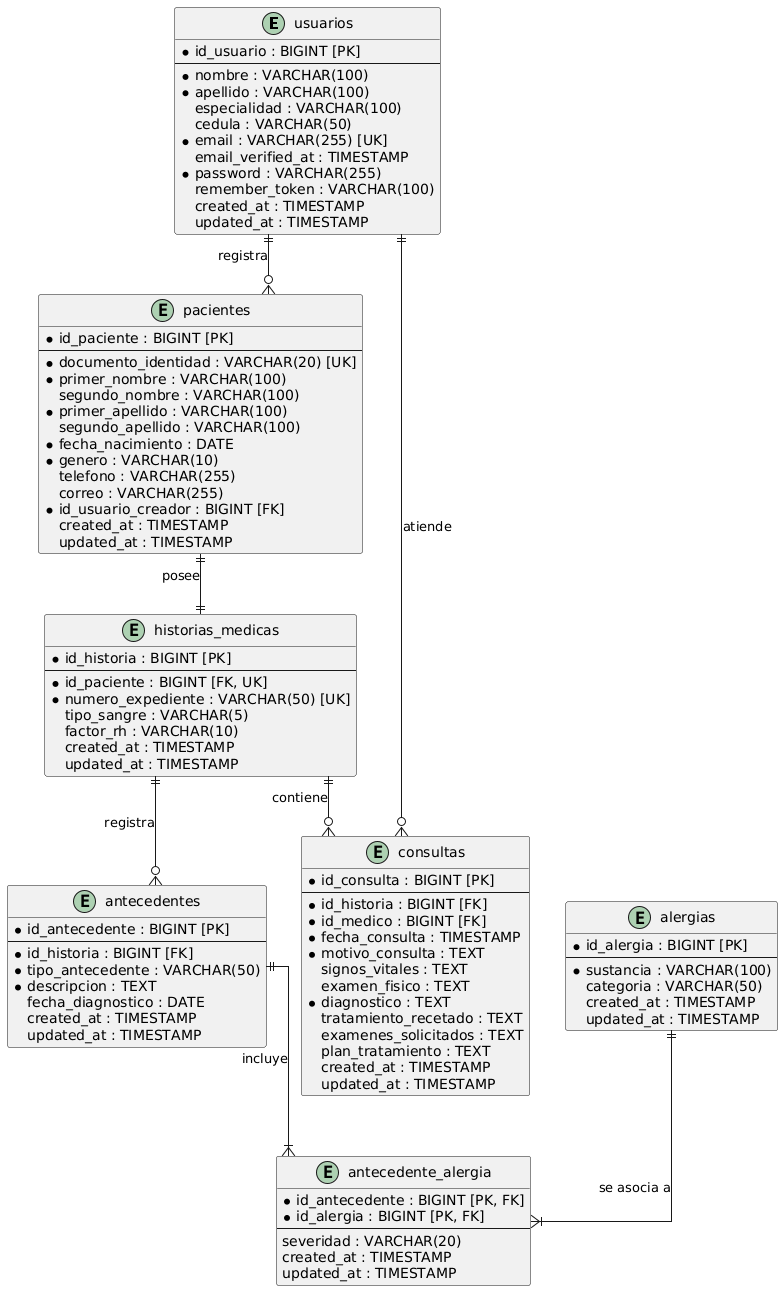 E usuarios
id_usuario : BIGINT [PK]
nombre : VARCHAR(100)
apellido : VARCHAR(100)
especialidad : VARCHAR(100)
cedula : VARCHAR(50)
email : VARCHAR(255) [UK]
email_verified_at : TIMESTAMP
password : VARCHAR(255)
remember_token : VARCHAR(100)
created_at : TIMESTAMP
updated_at : TIMESTAMP
registra
E pacientes
id_paciente : BIGINT [PK]
documento_identidad : VARCHAR(20) [UK]
primer_nombre : VARCHAR(100)
segundo_nombre : VARCHAR(100)
primer_apellido : VARCHAR(100)
segundo_apellido : VARCHAR(100)
fecha_nacimiento : DATE
genero : VARCHAR(10)
telefono : VARCHAR(255)
correo : VARCHAR(255)
id_usuario_creador : BIGINT [FK]
created_at : TIMESTAMP
updated_at : TIMESTAMP
atiende
posee
E historias_medicas
id_historia : BIGINT [PK]
id_paciente : BIGINT [FK, UK]
numero_expediente : VARCHAR(50) [UK]
tipo_sangre : VARCHAR(5)
factor_rh : VARCHAR(10)
created_at : TIMESTAMP
updated_at : TIMESTAMP
registra
contiene
E antecedentes
id_antecedente : BIGINT [PK]
id_historia : BIGINT [FK]
tipo_antecedente : VARCHAR(50)
descripcion : TEXT
fecha_diagnostico : DATE
created_at : TIMESTAMP
updated_at : TIMESTAMP
E consultas
id_consulta : BIGINT [PK]
id_historia : BIGINT [FK]
id_medico : BIGINT [FK]
fecha_consulta : TIMESTAMP
motivo_consulta : TEXT
signos_vitales : TEXT
examen_fisico : TEXT
diagnostico : TEXT
tratamiento_recetado : TEXT
examenes_solicitados : TEXT
plan_tratamiento : TEXT
created_at : TIMESTAMP
updated_at : TIMESTAMP
E alergias
id_alergia : BIGINT [PK]
sustancia : VARCHAR(100)
categoria : VARCHAR(50)
created_at : TIMESTAMP
updated_at : TIMESTAMP
incluye
se asocia a
E antecedente_alergia
id_antecedente : BIGINT [PK, FK]
id_alergia : BIGINT [PK, FK]
severidad : VARCHAR(20)
created_at : TIMESTAMP
updated_at : TIMESTAMP